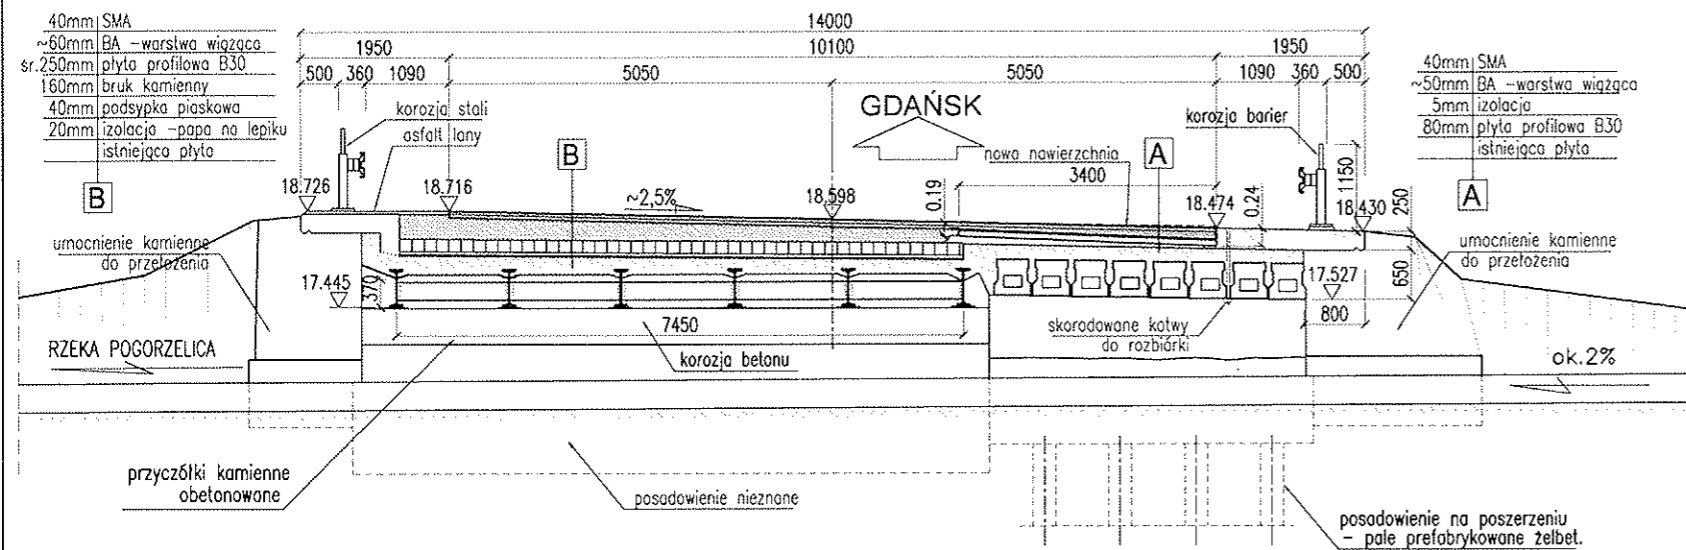 40mm SMA
~60mm BA -warstwa wiążąca
śr.250mm płyta profilowa B30
160mm bruk kamienny
40mm podsypka piaskowa
20mm izolacja -papa na lepiku
istniejąca płyta
B
14000
1950 10100 1950
500 360 1090 5050 5050 1090 360 500
40mm SMA
~50mm BA -warstwa wiążąca
5mm izolacja
80mm płyta profilowa B30
istniejąca płyta
A
korozja stali
asfalt lany
GDAŃSK
korozja barier
B
nowa nawierzchnia
A
3400
1150
18.726
18.716
~2,5%
18.598
0.19
18.474
0.24
18.430
250
umocnienie kamienne
do przełożenia
umocnienie kamienne
do przełożenia
17.445
370
17.527
650
800
7450
skorodowane kotwy
do rozbiórki
RZEKA POGORZELICA
korozja betonu
ok.2%
przyczółki kamienne
obetonowane
posadowienie nieznane
posadowienie na poszerzeniu
- pale prefabrykowane żelbet.